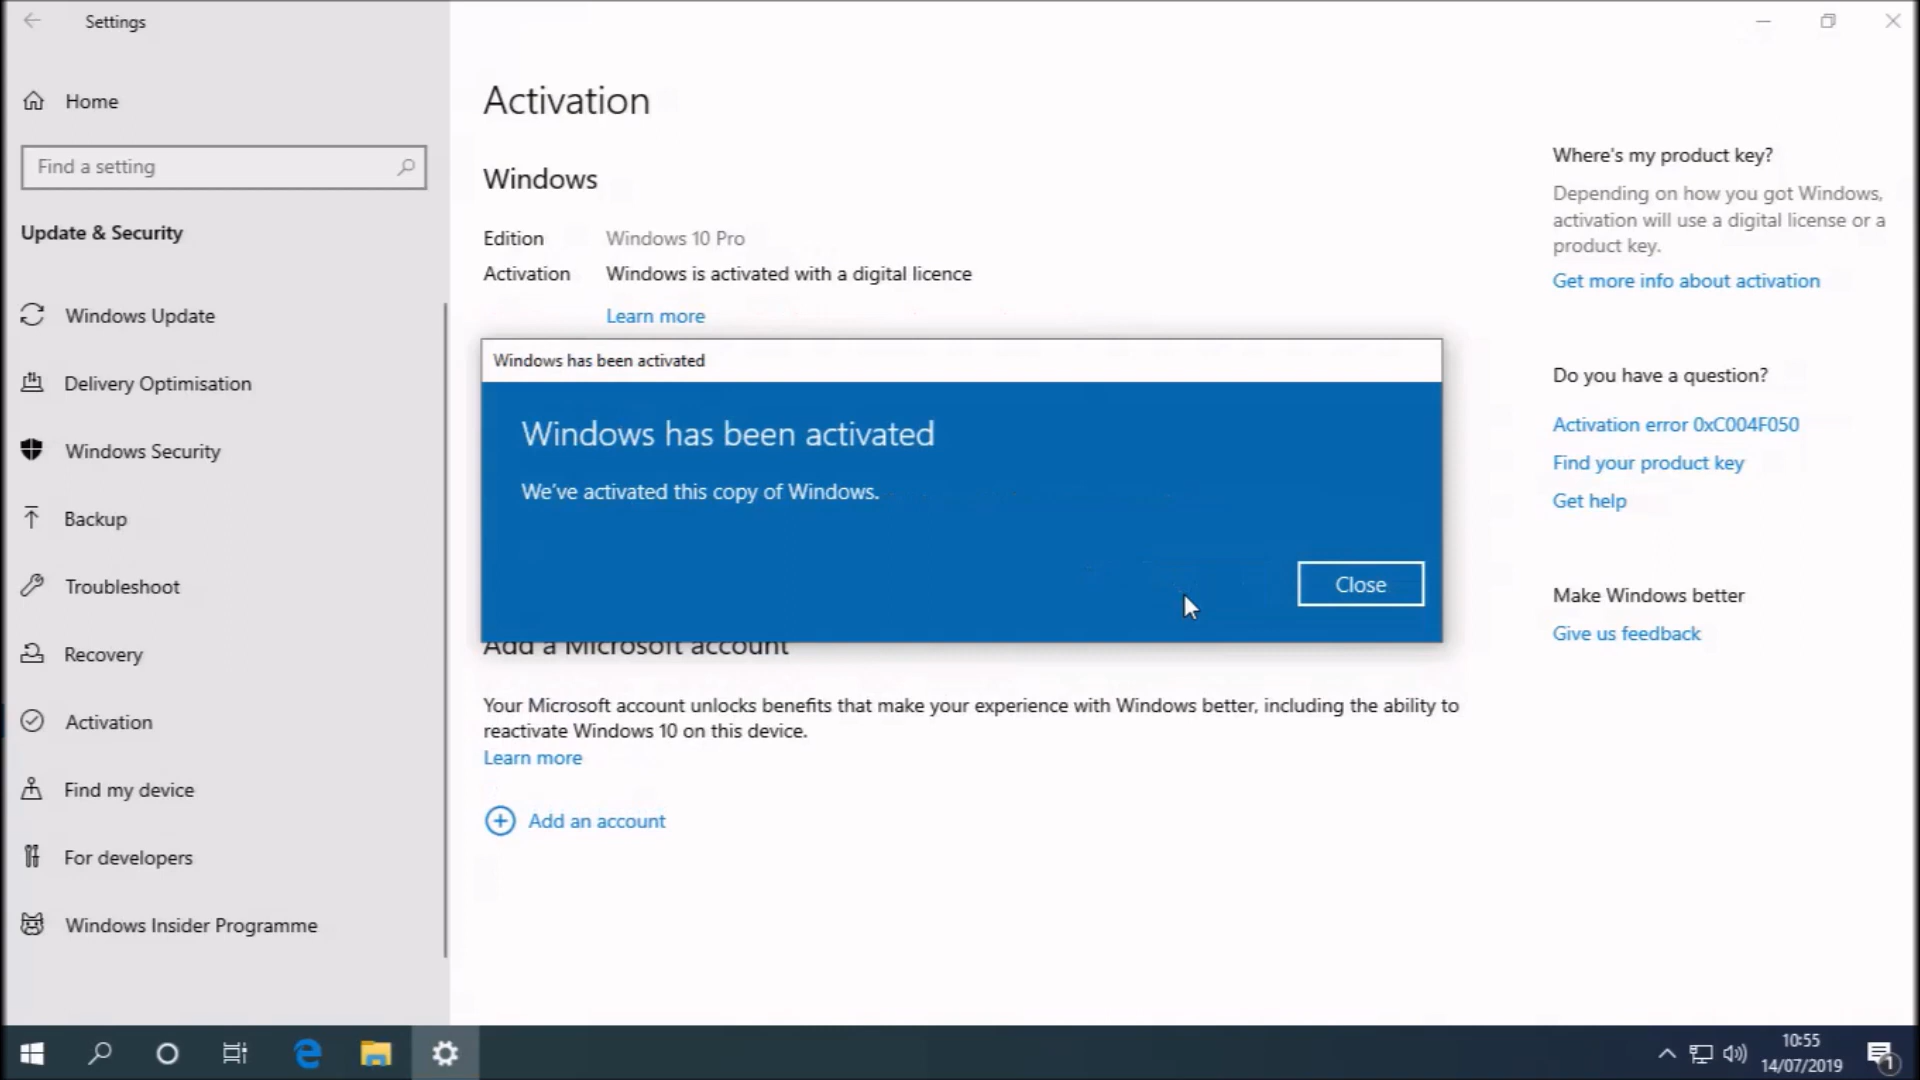 Settings
Home
Find a setting
Update & Security
Windows Update
Delivery Optimisation
Windows Security
Backup
Troubleshoot
Recovery
Activation
Find my device
For developers
Windows Insider Programme
Activation
Windows
Edition Windows 10 Pro
Activation Windows is activated with a digital licence
Learn more
Windows has been activated
Windows has been activated
We've activated this copy of Windows.
Close
Add a Microsoft account
Your Microsoft account unlocks benefits that make your experience with Windows better, including the ability to
reactivate Windows 10 on this device.
Learn more
Add an account
Where's my product key?
Depending on how you got Windows,
activation will use a digital license or a
product key.
Get more info about activation
Do you have a question?
Activation error 0xC004F050
Find your product key
Get help
Make Windows better
Give us feedback
10:55
14/07/2019
1